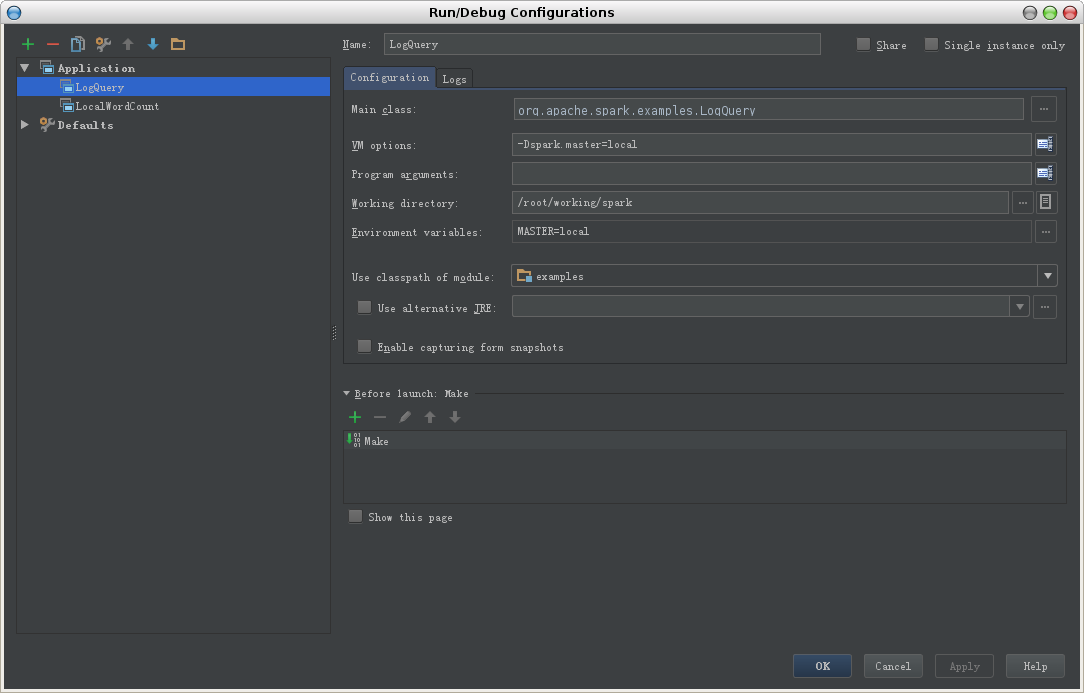 Run/Debug Configurations
Name: LogQuery Share Single instance only
Application
LogQuery
LocalWordCount
Defaults
Configuration Logs
Main class: org.apache.spark.examples.LogQuery ...
VM options: -Dspark.master=local
Program arguments:
Working directory: /root/working/spark ...
Environment variables: MASTER=local ...
Use classpath of module: examples
Use alternative JRE: ...
Enable capturing form snapshots
Before launch: Make
Make
Show this page
OK Cancel Apply Help